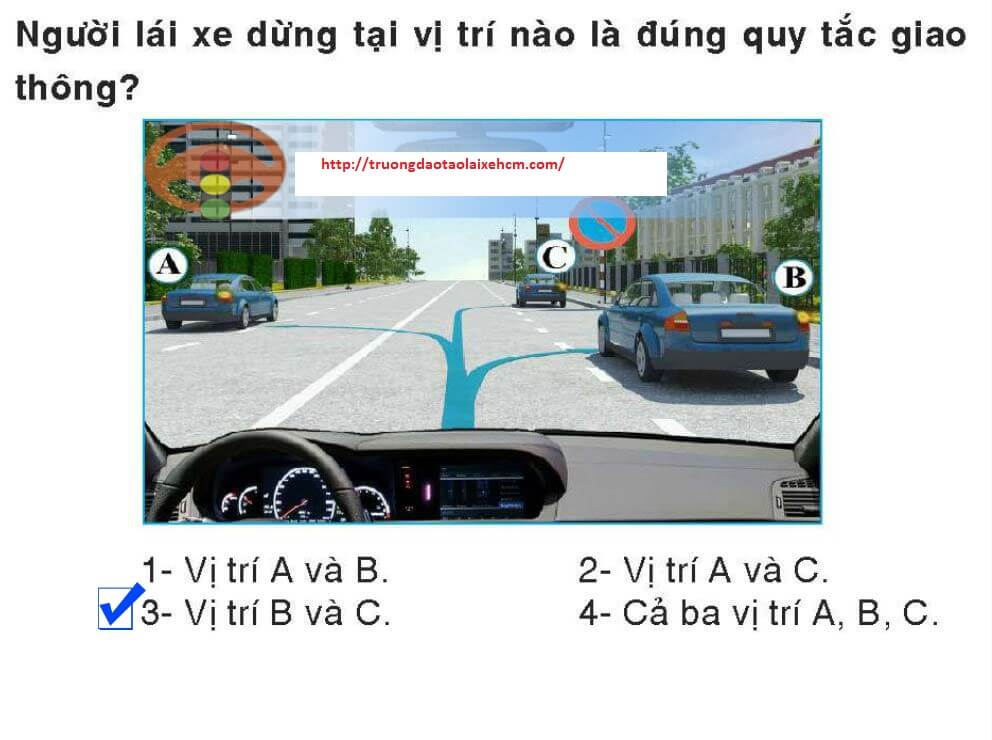 Người lái xe dừng tại vị trí nào là đúng quy tắc giao
thông?
http://truongdaotaolaixehcm.com/
A
C
B
1- Vị trí A và B.
2- Vị trí A và C.
3- Vị trí B và C.
4- Cả ba vị trí A, B, C.